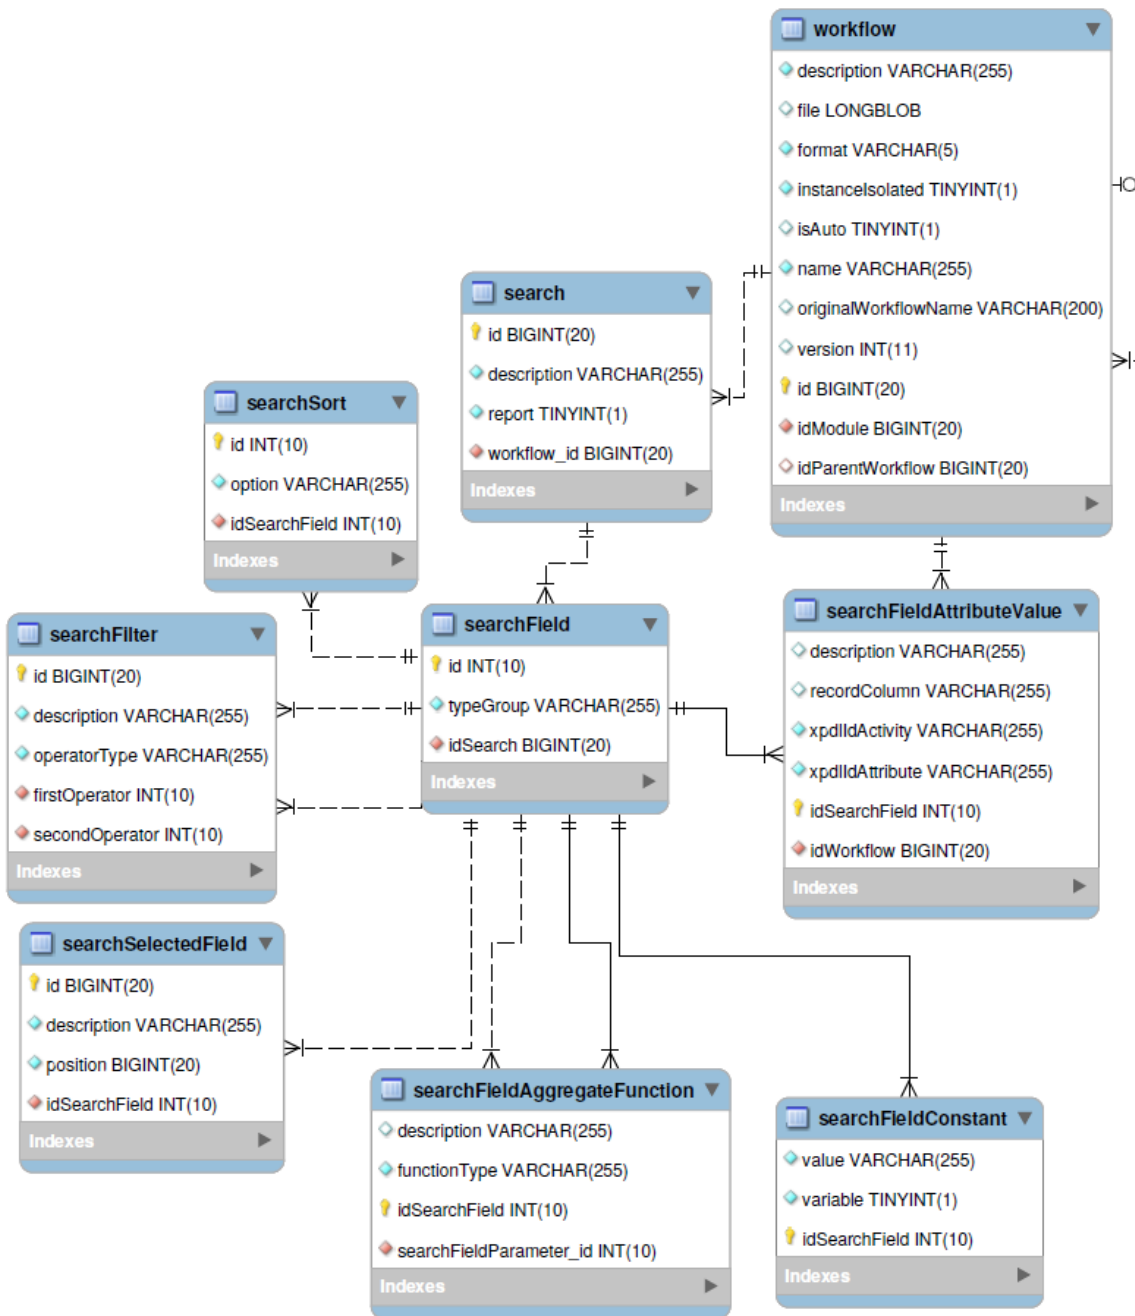 workflow
description VARCHAR(255)
file LONGBLOB
format VARCHAR(5)
instanceIsolated TINYINT(1)
isAuto TINYINT(1)
name VARCHAR(255)
originalWorkflowName VARCHAR(200)
version INT(11)
id BIGINT(20)
idModule BIGINT(20)
idParentWorkflow BIGINT(20)
Indexes
search
id BIGINT(20)
description VARCHAR(255)
report TINYINT(1)
workflow_id BIGINT(20)
Indexes
searchSort
id INT(10)
option VARCHAR(255)
idSearchField INT(10)
Indexes
searchFilter
id BIGINT(20)
description VARCHAR(255)
operatorType VARCHAR(255)
firstOperator INT(10)
secondOperator INT(10)
Indexes
searchField
id INT(10)
typeGroup VARCHAR(255)
idSearch BIGINT(20)
Indexes
searchFieldAttributeValue
description VARCHAR(255)
recordColumn VARCHAR(255)
xpdlIdActivity VARCHAR(255)
xpdlIdAttribute VARCHAR(255)
idSearchField INT(10)
idWorkflow BIGINT(20)
Indexes
searchSelectedField
id BIGINT(20)
description VARCHAR(255)
position BIGINT(20)
idSearchField INT(10)
Indexes
searchFieldAggregateFunction
description VARCHAR(255)
functionType VARCHAR(255)
idSearchField INT(10)
searchFieldParameter_id INT(10)
Indexes
searchFieldConstant
value VARCHAR(255)
variable TINYINT(1)
idSearchField INT(10)
Indexes